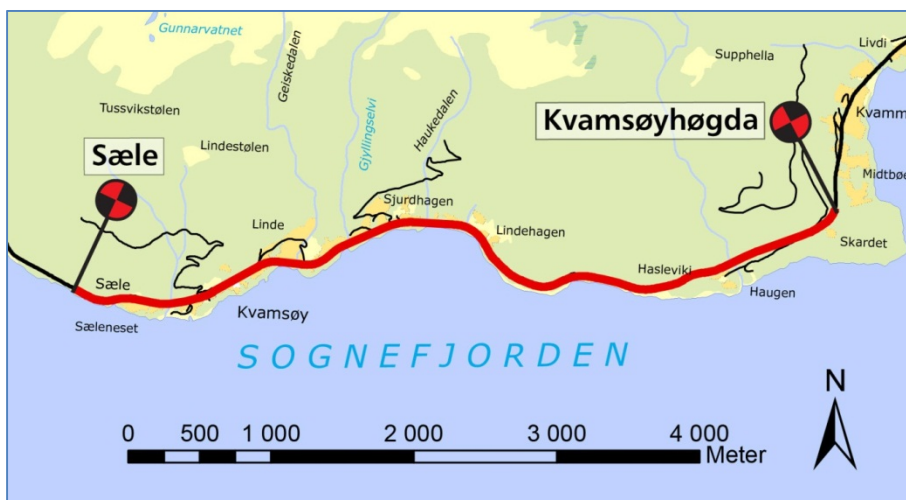 Gunnarvatnet
Geiskedalen
Haukedalen
Gjyllingselvi
Supphella
Livdi
Tussvikstølen
Kvamsøyhøgda
Kvamm
Sæle
Lindestølen
Midtbøe
Sjurdhagen
Linde
Lindehagen
Skardet
Hasleviki
Sæle
Haugen
Kvamsøy
Sæleneset
SOGNEFJORDEN
N
0 500 1 000 2 000 3 000 4 000
Meter